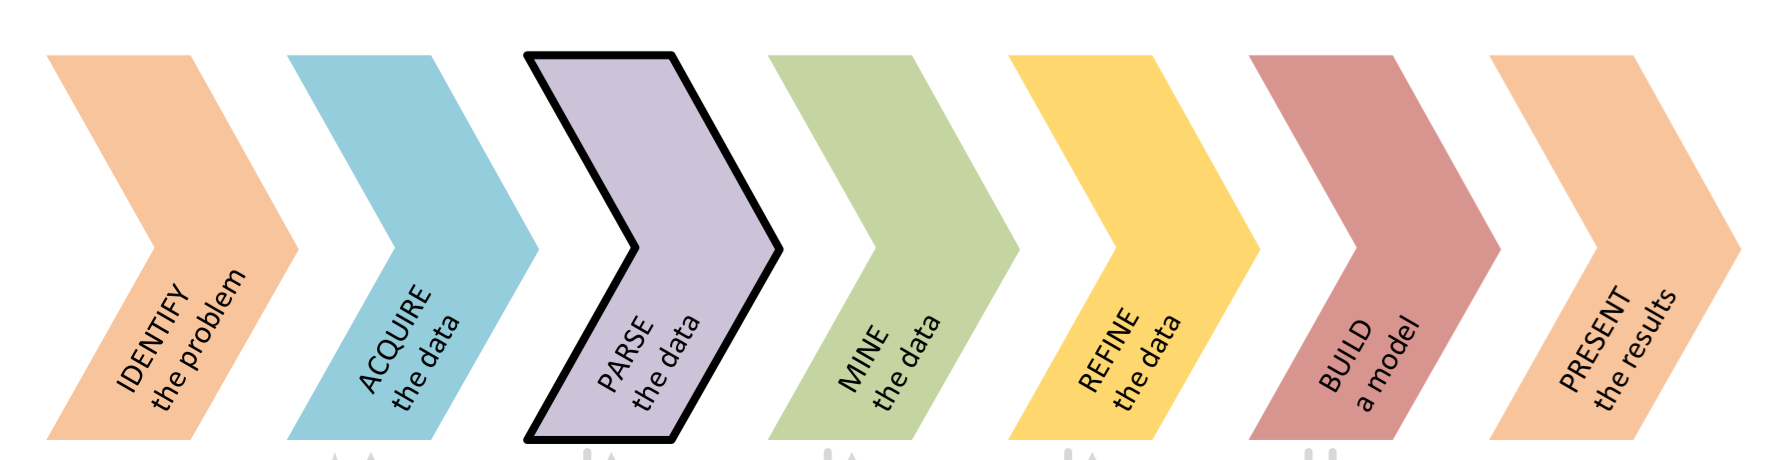 IDENTIFY
the problem
ACQUIRE
the data
PARSE
the data
MINE
the data
REFINE
the data
BUILD
a model
PRESENT
the results